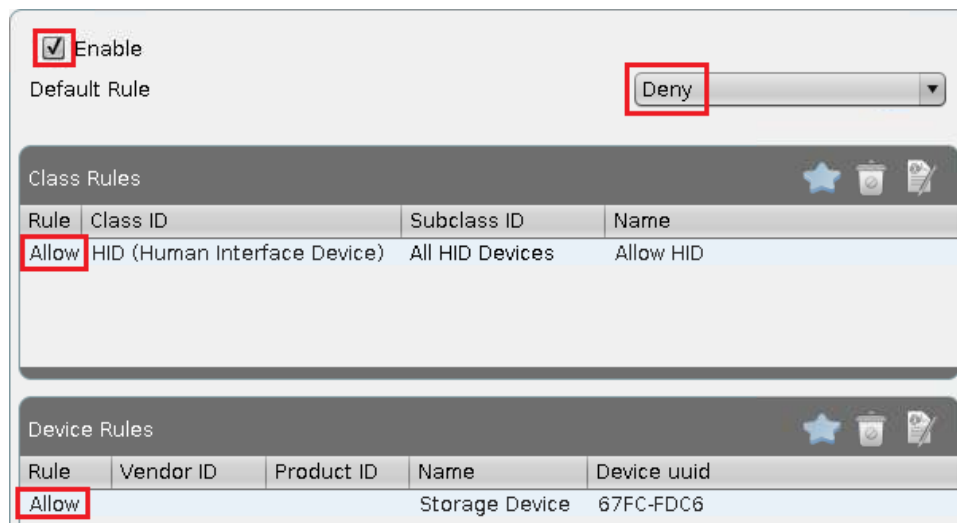 Enable
Default Rule Deny
Class Rules
Rule Class ID Subclass ID Name
Allow HID (Human Interface Device) All HID Devices Allow HID
Device Rules
Rule Vendor ID Product ID Name Device uuid
Allow Storage Device 67FC-FDC6